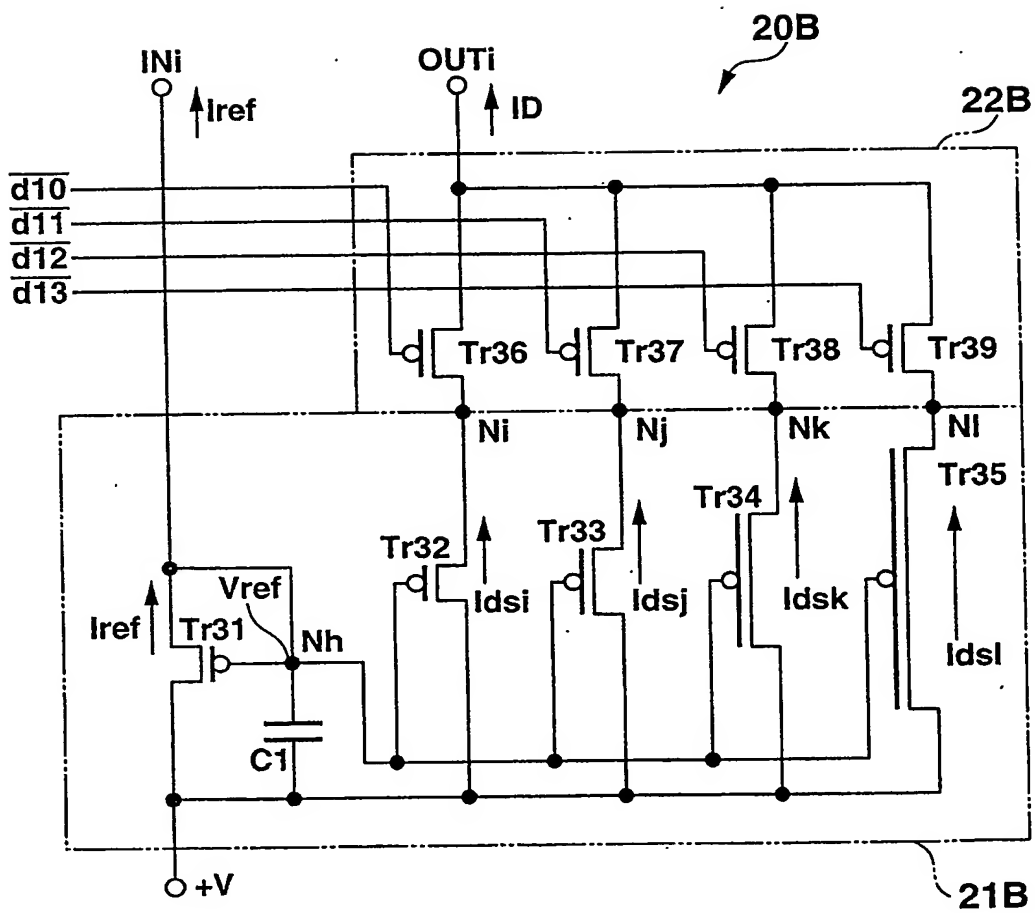 20B
INi
OUTi
Iref
ID
22B
d10
d11
d12
d13
Tr36
Tr37
Tr38
Tr39
Ni
Nj
Nk
Nl
Tr35
Tr34
Tr33
Tr32
Idsi
Idsj
Idsk
Idsl
Vref
Iref
Tr31
Nh
C1
+V
21B